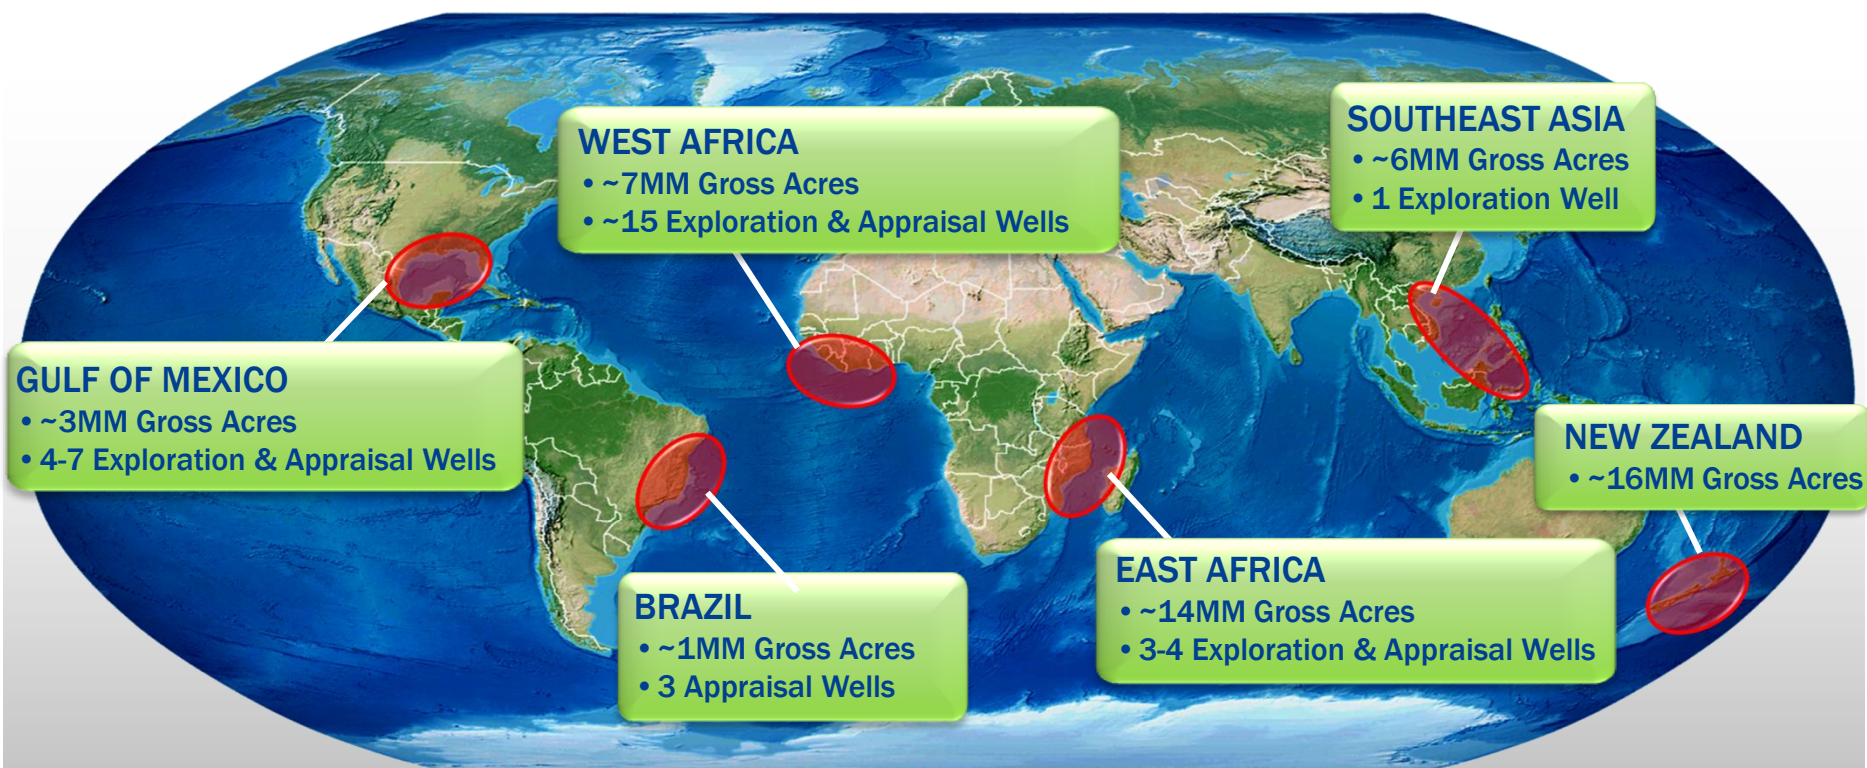 WEST AFRICA
• ~7MM Gross Acres
• ~15 Exploration & Appraisal Wells
SOUTHEAST ASIA
• ~6MM Gross Acres
• 1 Exploration Well
GULF OF MEXICO
• ~3MM Gross Acres
• 4-7 Exploration & Appraisal Wells
NEW ZEALAND
• ~16MM Gross Acres
BRAZIL
• ~1MM Gross Acres
• 3 Appraisal Wells
EAST AFRICA
• ~14MM Gross Acres
• 3-4 Exploration & Appraisal Wells